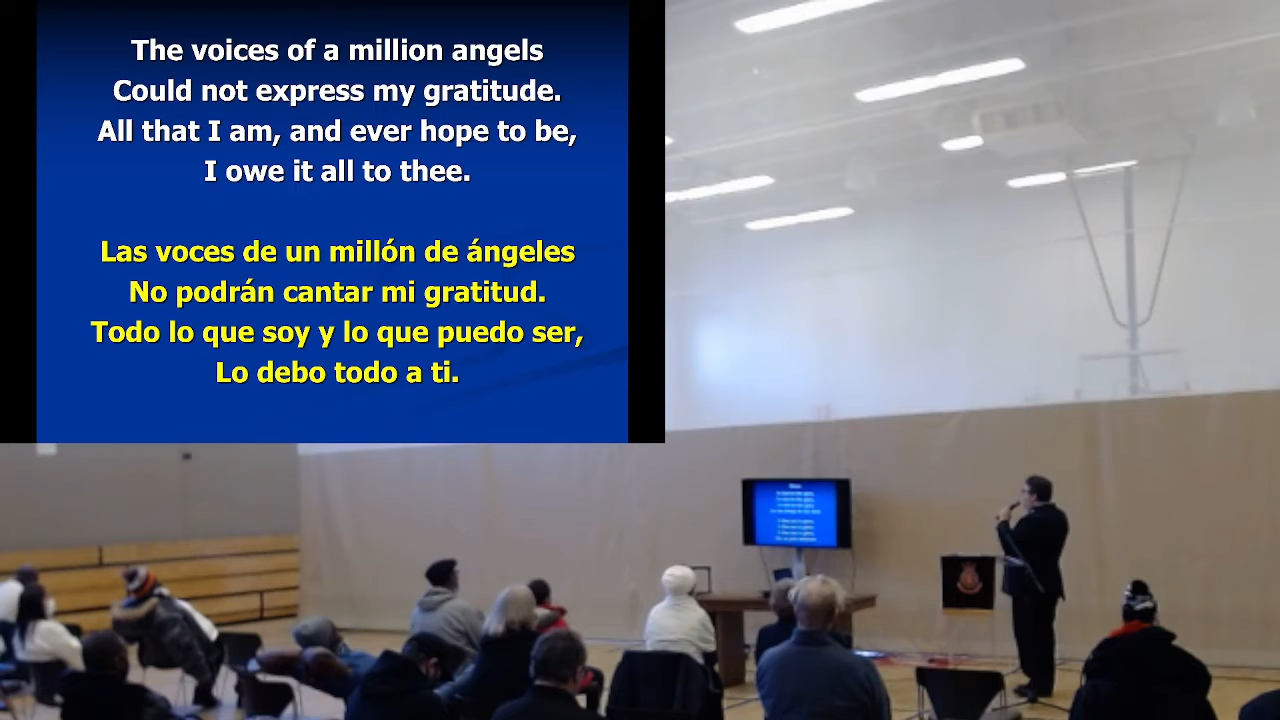 The voices of a million angels
Could not express my gratitude.
All that I am, and ever hope to be,
I owe it all to thee.
Las voces de un millón de ángeles
No podrán cantar mi gratitud.
Todo lo que soy y lo que puedo ser,
Lo debo todo a ti.